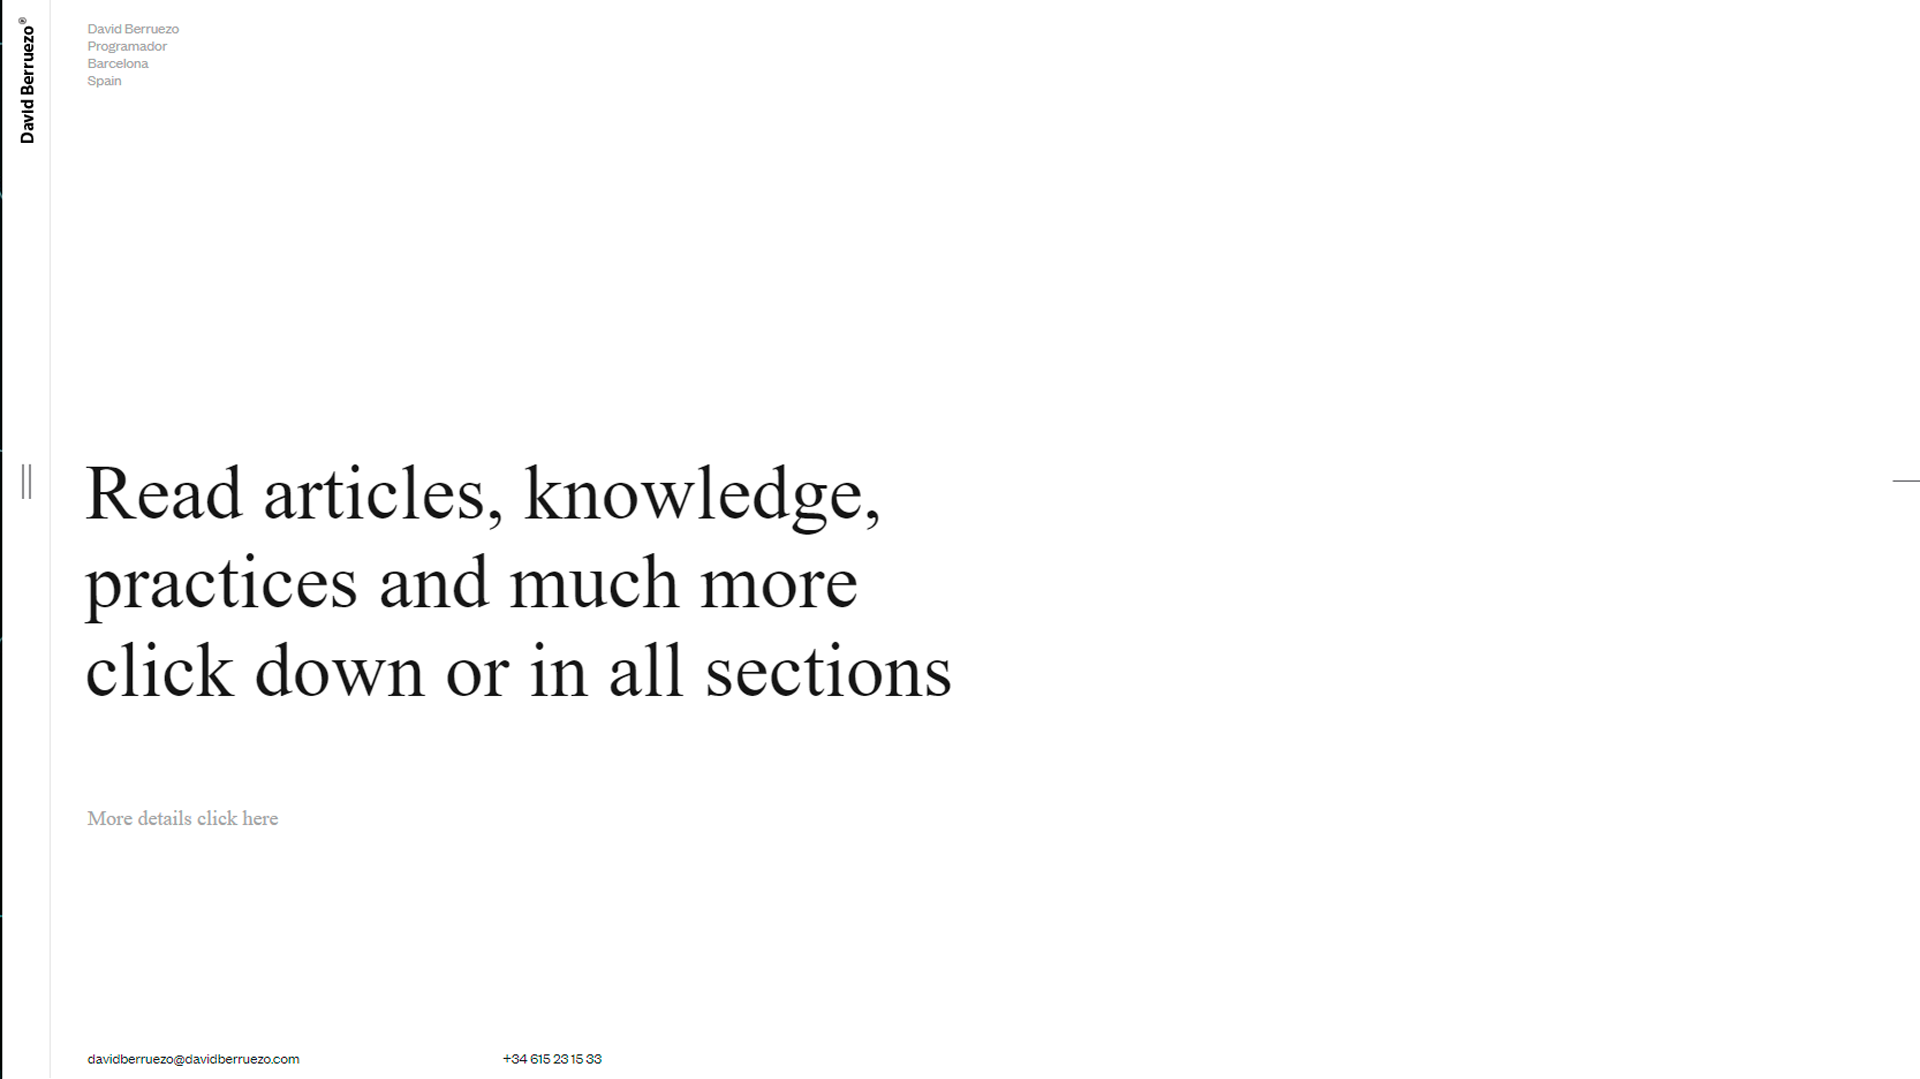 David Berruezo®
David Berruezo
Programador
Barcelona
Spain
Read articles, knowledge,
practices and much more
click down or in all sections
More details click here
davidberruezo@davidberruezo.com
+34 615 23 15 33